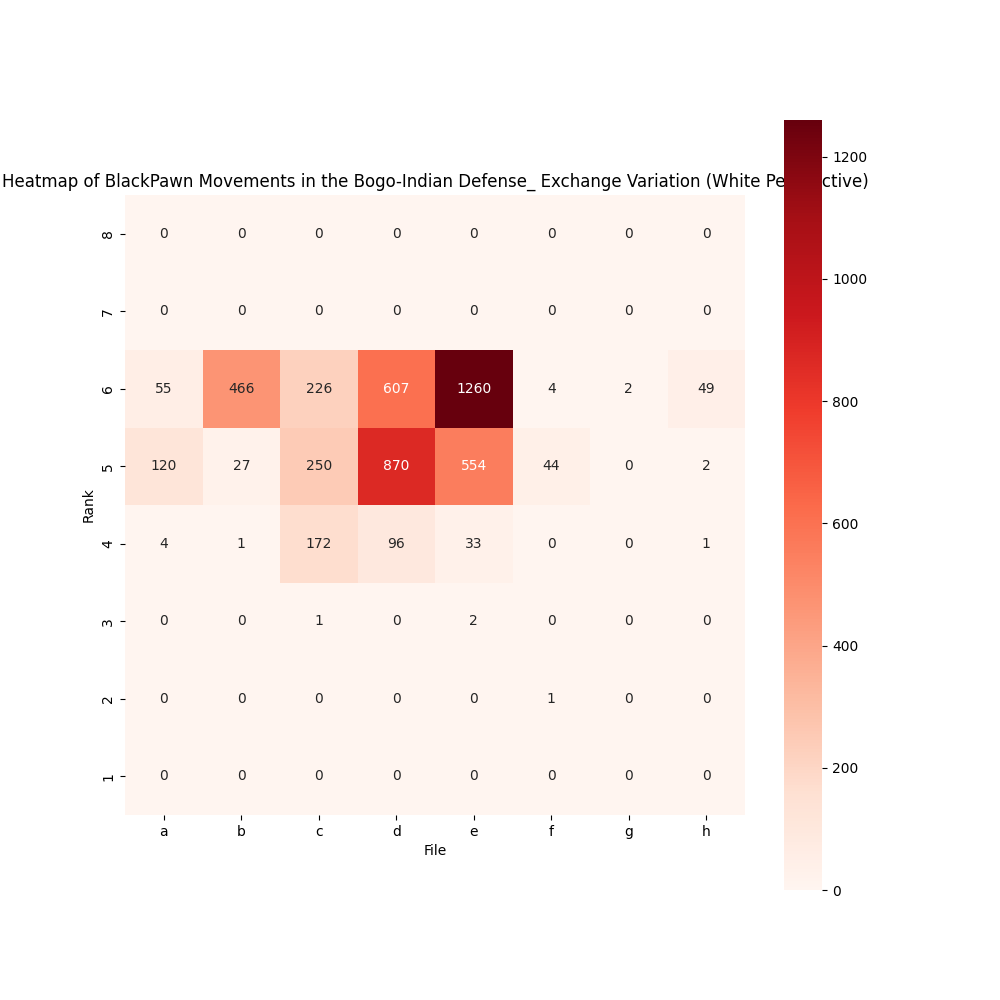 Heatmap of BlackPawn Movements in the Bogo-Indian Defense_ Exchange Variation (White Pe ctive)
8 0 0 0 0 0 0 0 0
7 0 0 0 0 0 0 0 0
6 55 466 226 607 1260 4 2 49
5 120 27 250 870 554 44 0 2
4 4 1 172 96 33 0 0 1
3 0 0 1 0 2 0 0 0
2 0 0 0 0 0 1 0 0
1 0 0 0 0 0 0 0 0
a b c d e f g h
File
Rank
1200
1000
800
600
400
200
0